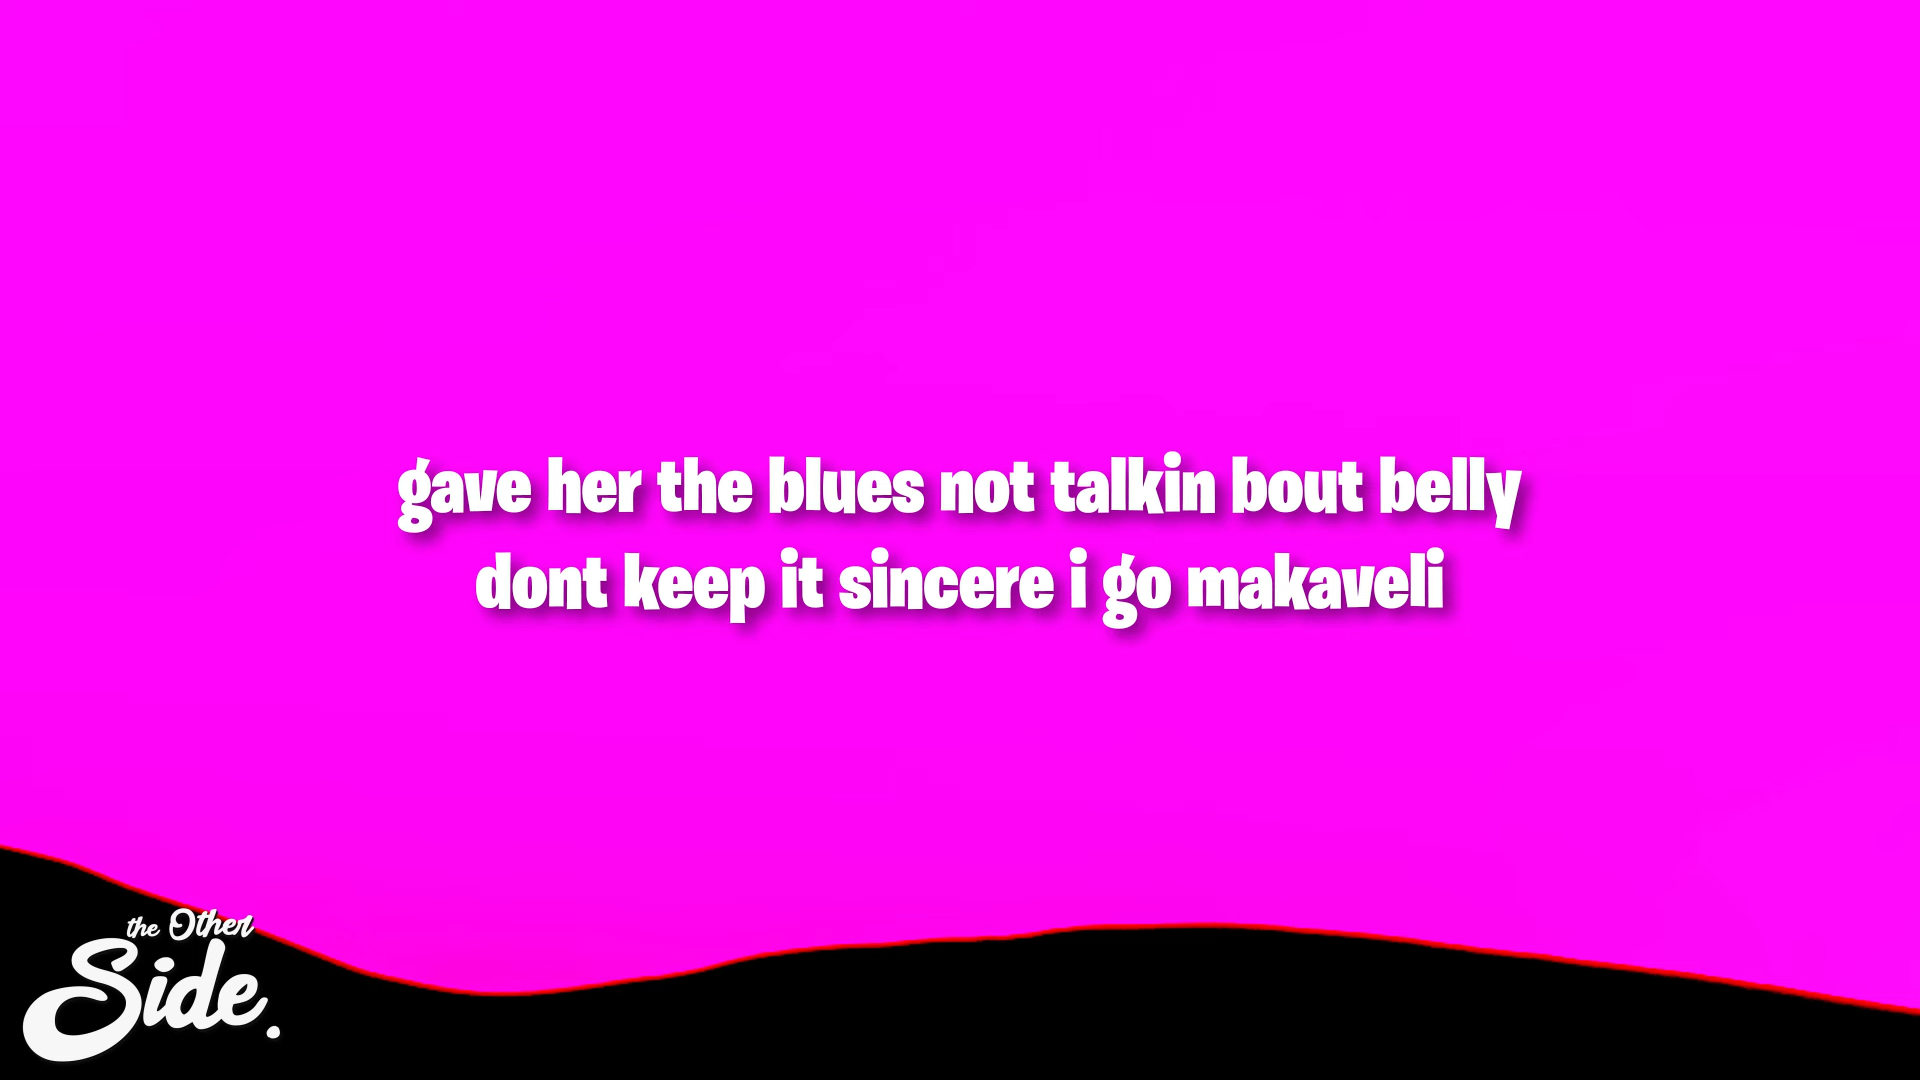 gave her the blues not talkin bout belly
dont keep it sincere i go makaveli
the Other
Side.